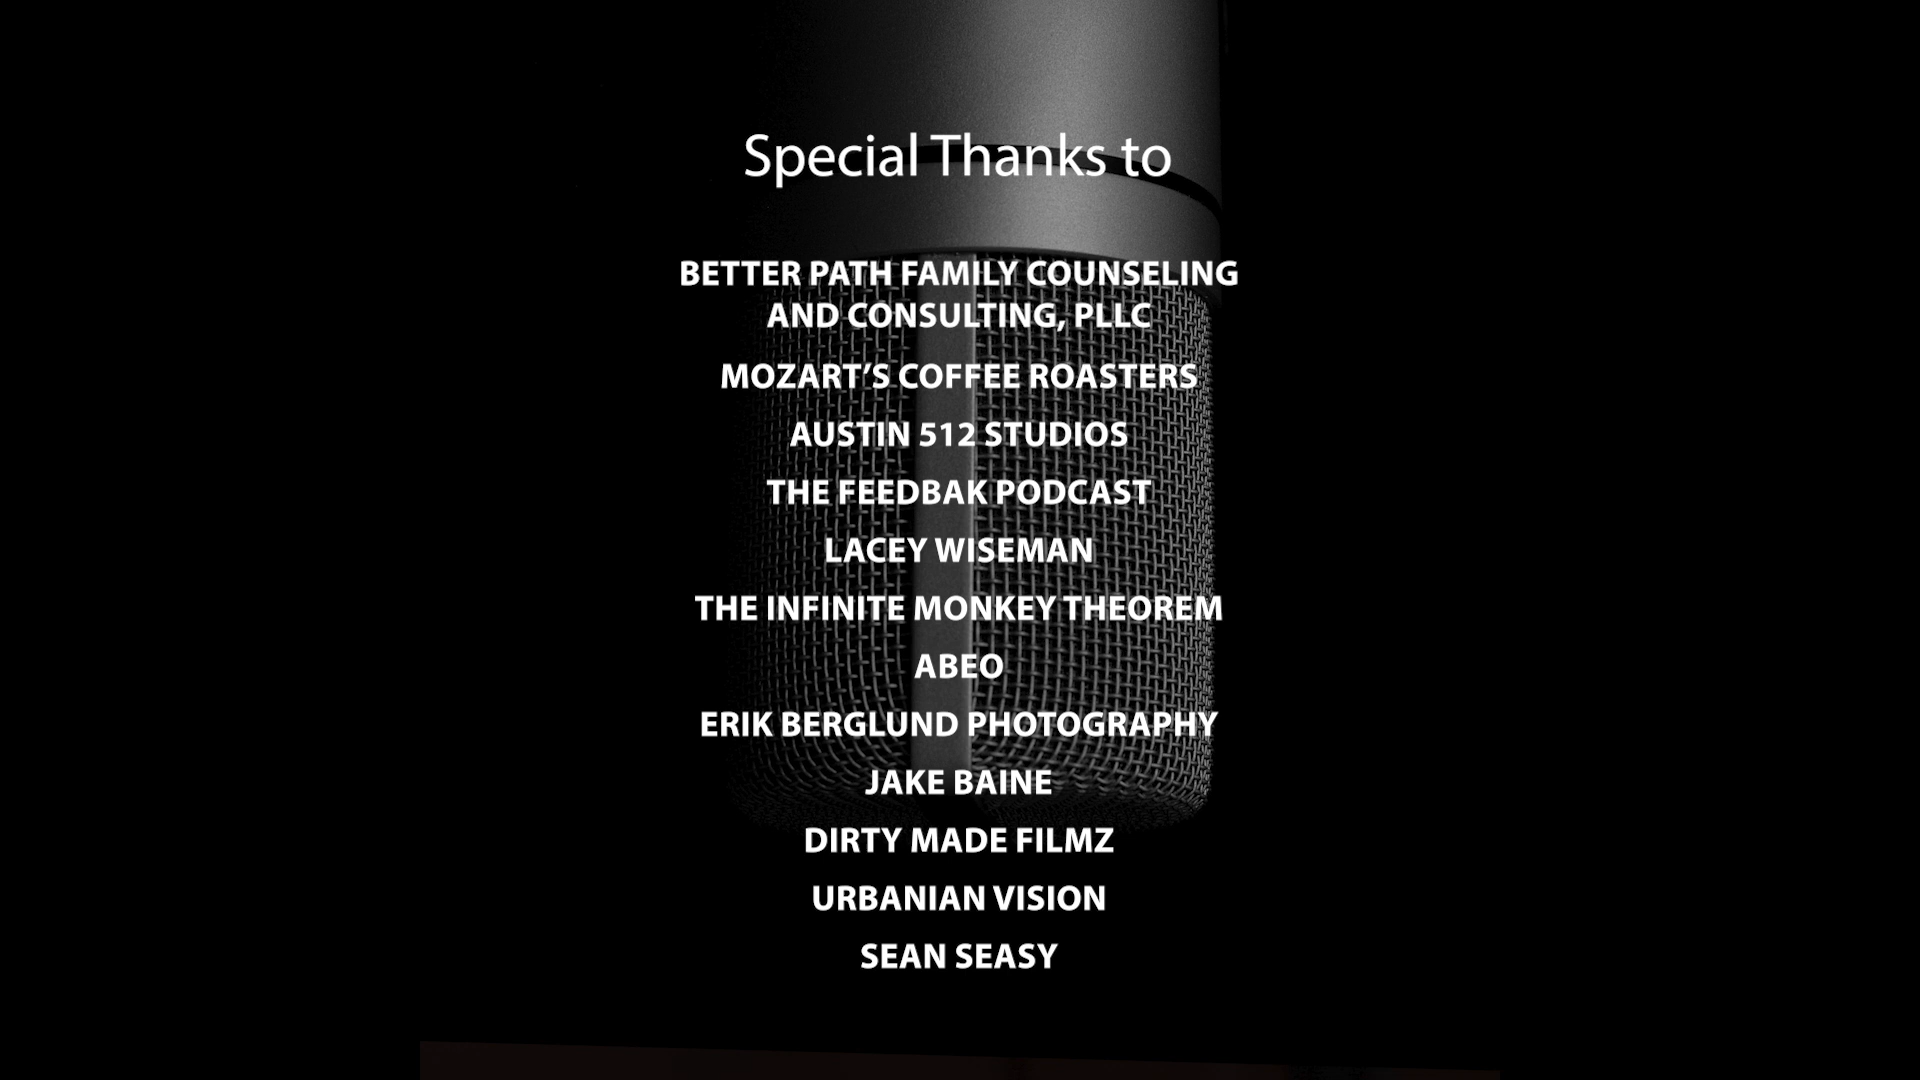 Special Thanks to
BETTER PATH FAMILY COUNSELING
AND CONSULTING, PLLC
MOZART’S COFFEE ROASTERS
AUSTIN 512 STUDIOS
THE FEEDBAK PODCAST
LACEY WISEMAN
THE INFINITE MONKEY THEOREM
ABEO
ERIK BERGLUND PHOTOGRAPHY
JAKE BAINE
DIRTY MADE FILMZ
URBANIAN VISION
SEAN SEASY